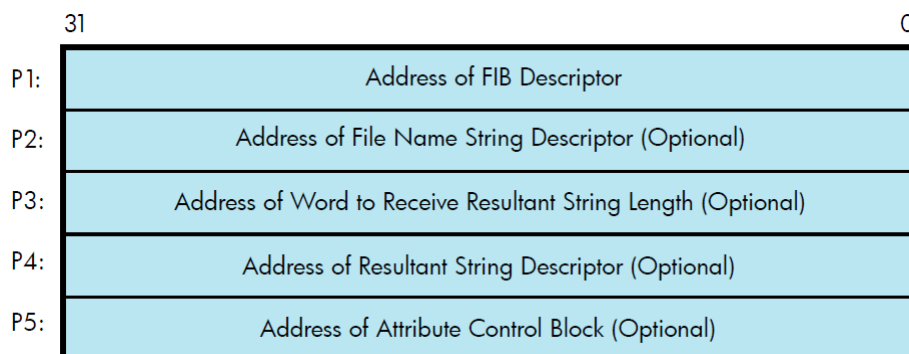 31 0
P1: Address of FIB Descriptor
P2: Address of File Name String Descriptor (Optional)
P3: Address of Word to Receive Resultant String Length (Optional)
P4: Address of Resultant String Descriptor (Optional)
P5: Address of Attribute Control Block (Optional)